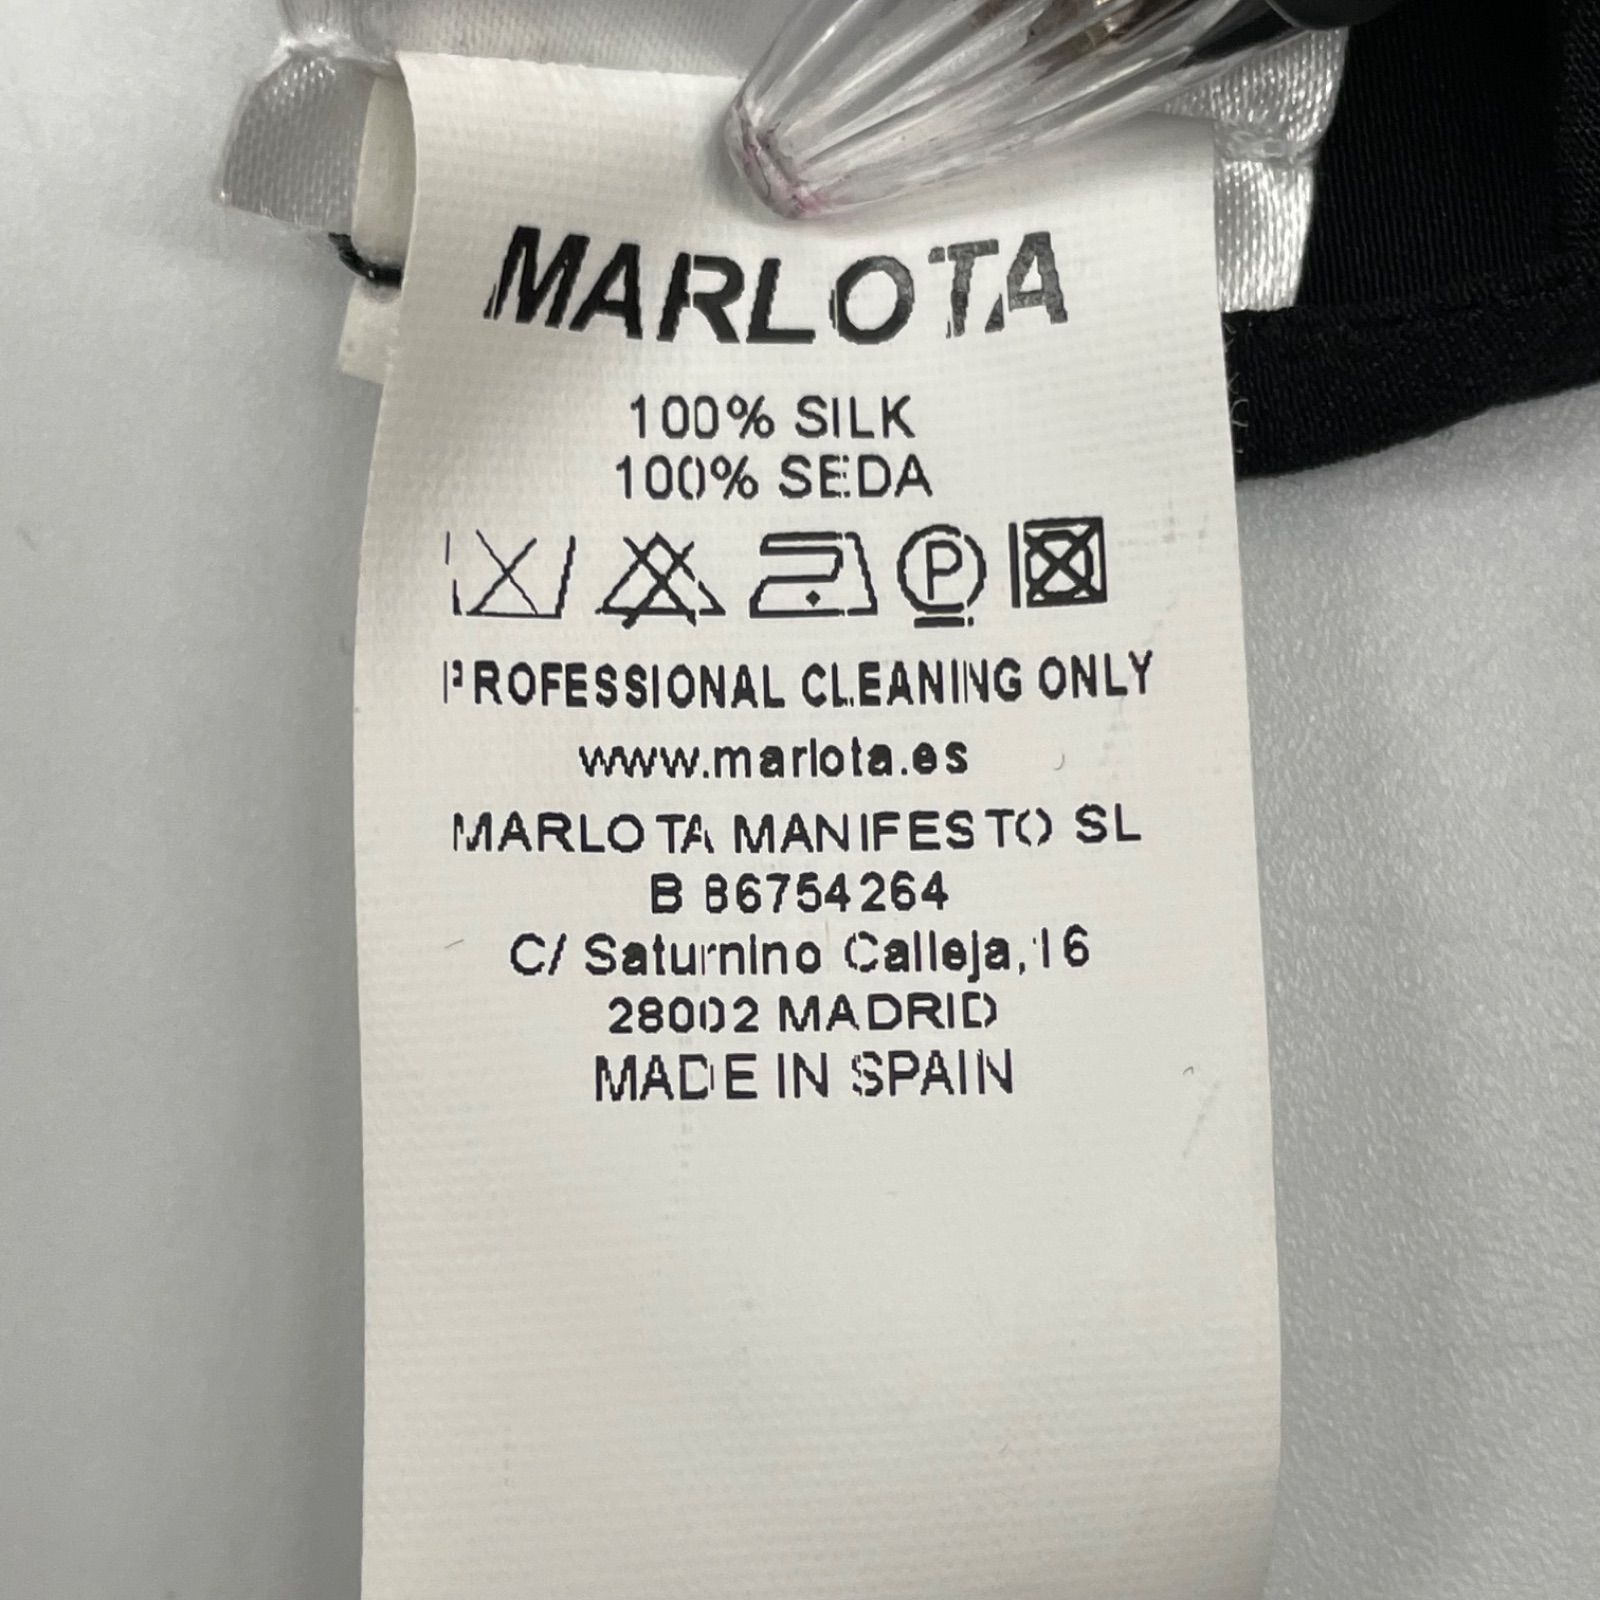 MARLOTA
100% SILK
100% SEDA
P
PROFESSIONAL CLEANING ONLY
www.marlota.es
MARLOTA MANIFESTO SL
B 86754264
C/ Saturnino Calleja,16
28002 MADRID
MADE IN SPAIN